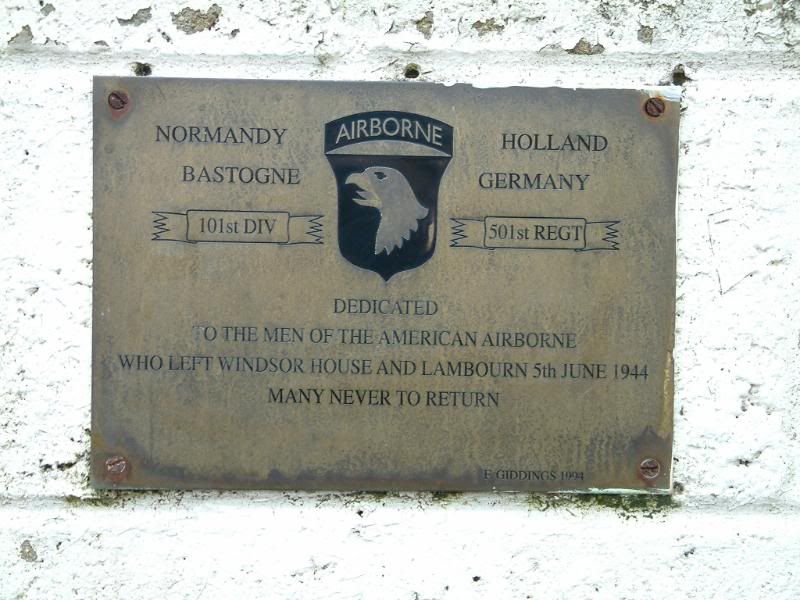 AIRBORNE
NORMANDY HOLLAND
BASTOGNE GERMANY
101st DIV 501st REGT
DEDICATED
TO THE MEN OF THE AMERICAN AIRBORNE
WHO LEFT WINDSOR HOUSE AND LAMBOURN 5th JUNE 1944
MANY NEVER TO RETURN
F. GIDDINGS 1994